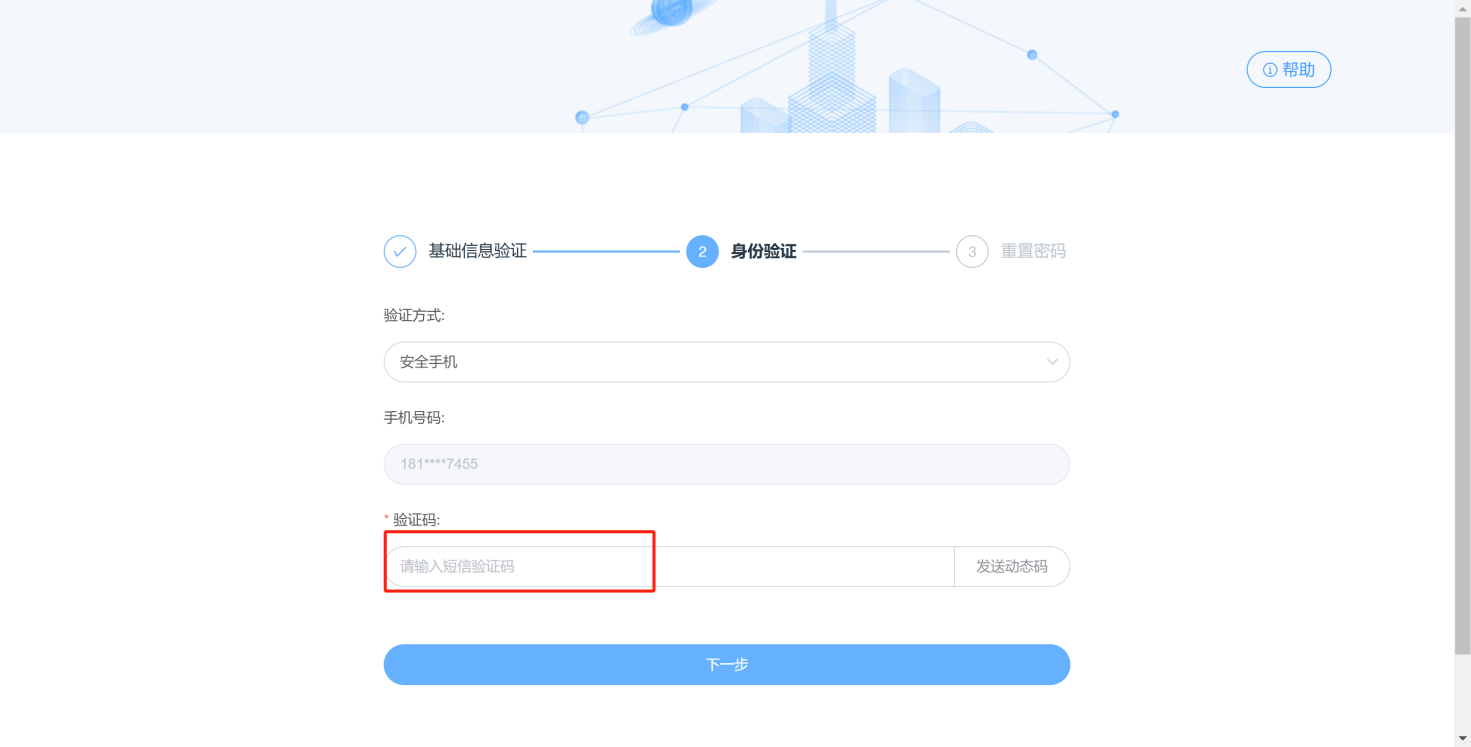 帮助
基础信息验证 2 身份验证 3 重置密码
验证方式:
安全手机
手机号码:
181****7455
* 验证码:
请输入短信验证码 发送动态码
下一步